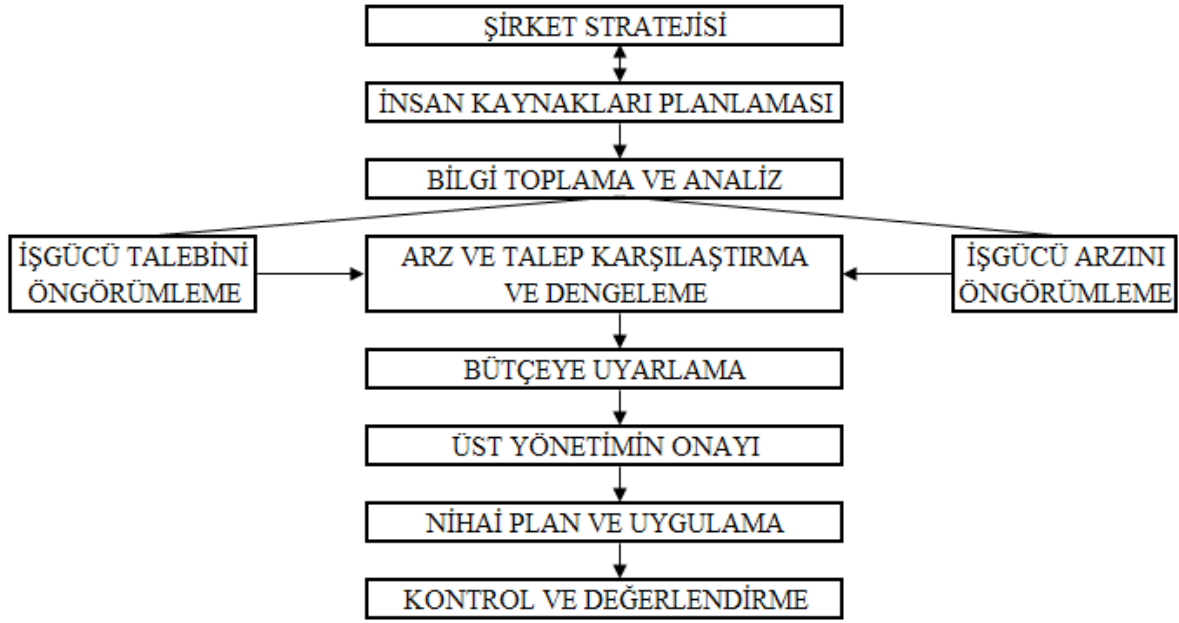 ŞİRKET STRATEJİSİ
İNSAN KAYNAKLARI PLANLAMASI
BİLGİ TOPLAMA VE ANALİZ
İŞGÜCÜ TALEBİNİ
ÖNGÖRÜMLEME
ARZ VE TALEP KARŞILAŞTIRMA
VE DENGELEME
İŞGÜCÜ ARZINI
ÖNGÖRÜMLEME
BÜTÇEYE UYARLAMA
ÜST YÖNETİMİN ONAYI
NİHAİ PLAN VE UYGULAMA
KONTROL VE DEĞERLENDİRME